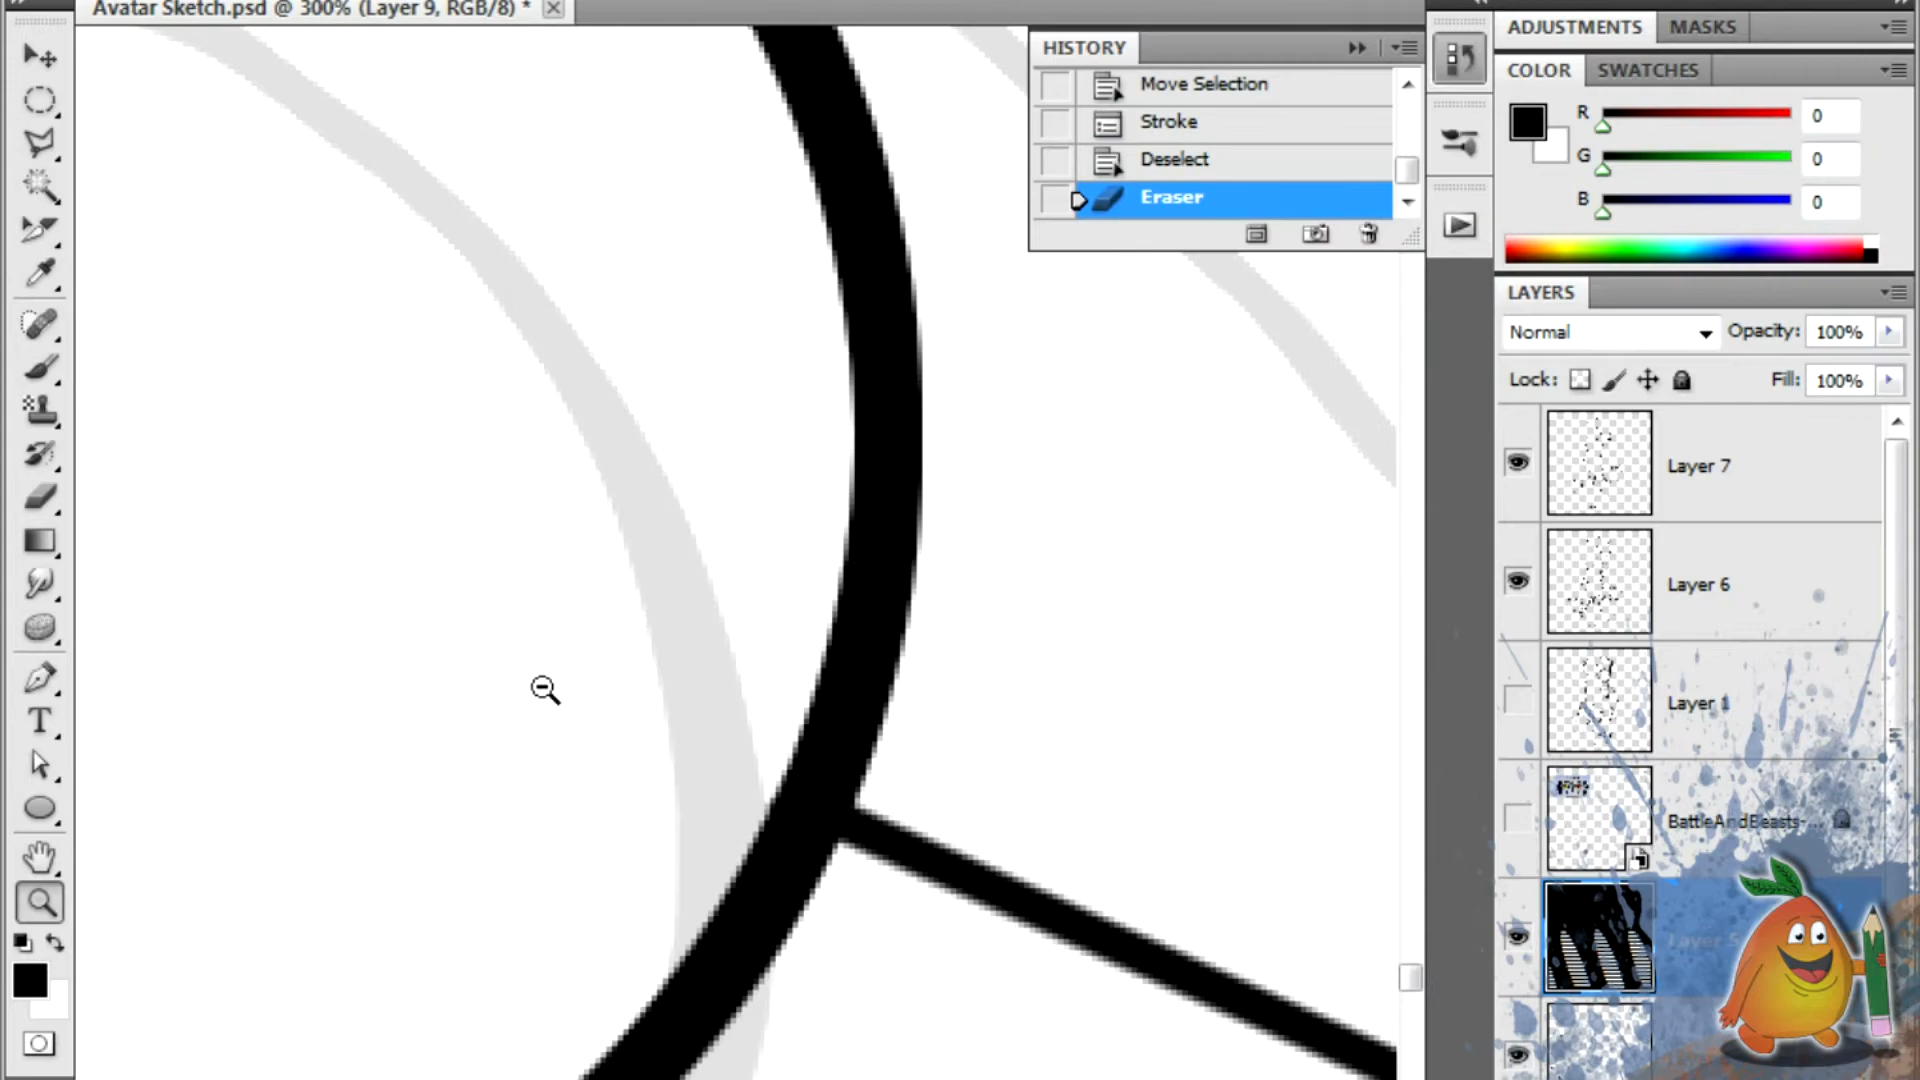 Avatar Sketch.psd @ 300% (Layer 9, RGB/8) *
HISTORY
Move Selection
Stroke
Deselect
Eraser
ADJUSTMENTS MASKS
COLOR SWATCHES
R 0
G 0
B 0
LAYERS
Normal Opacity: 100%
Lock: Fill: 100%
Layer 7
Layer 6
Layer 1
BattleAndBeasts-...
T